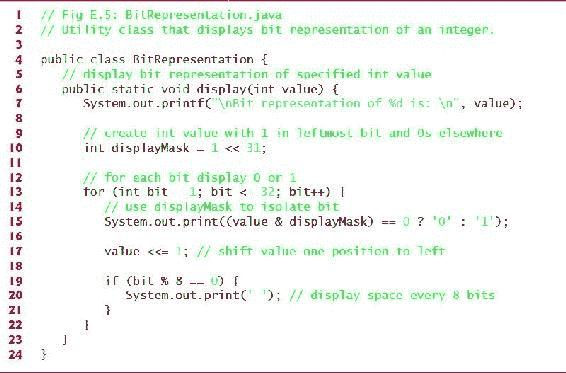 1 // Fig E.5: BitRepresentation.java
2 // Utility class that displays bit representation of an integer.
3
4 public class BitRepresentation {
5 // display bit representation of specified int value
6 public static void display(int value) {
7 System.out.printf("\nBit representation of %d is: \n", value);
8
9 // create int value with 1 in leftmost bit and 0s elsewhere
10 int displayMask = 1 << 31;
11
12 // for each bit display 0 or 1
13 for (int bit = 1; bit <= 32; bit++) {
14 // use displayMask to isolate bit
15 System.out.print((value & displayMask) == 0 ? '0' : '1');
16
17 value <<= 1; // shift value one position to left
18
19 if (bit % 8 == 0) {
20 System.out.print(' '); // display space every 8 bits
21 }
22 }
23 }
24 }